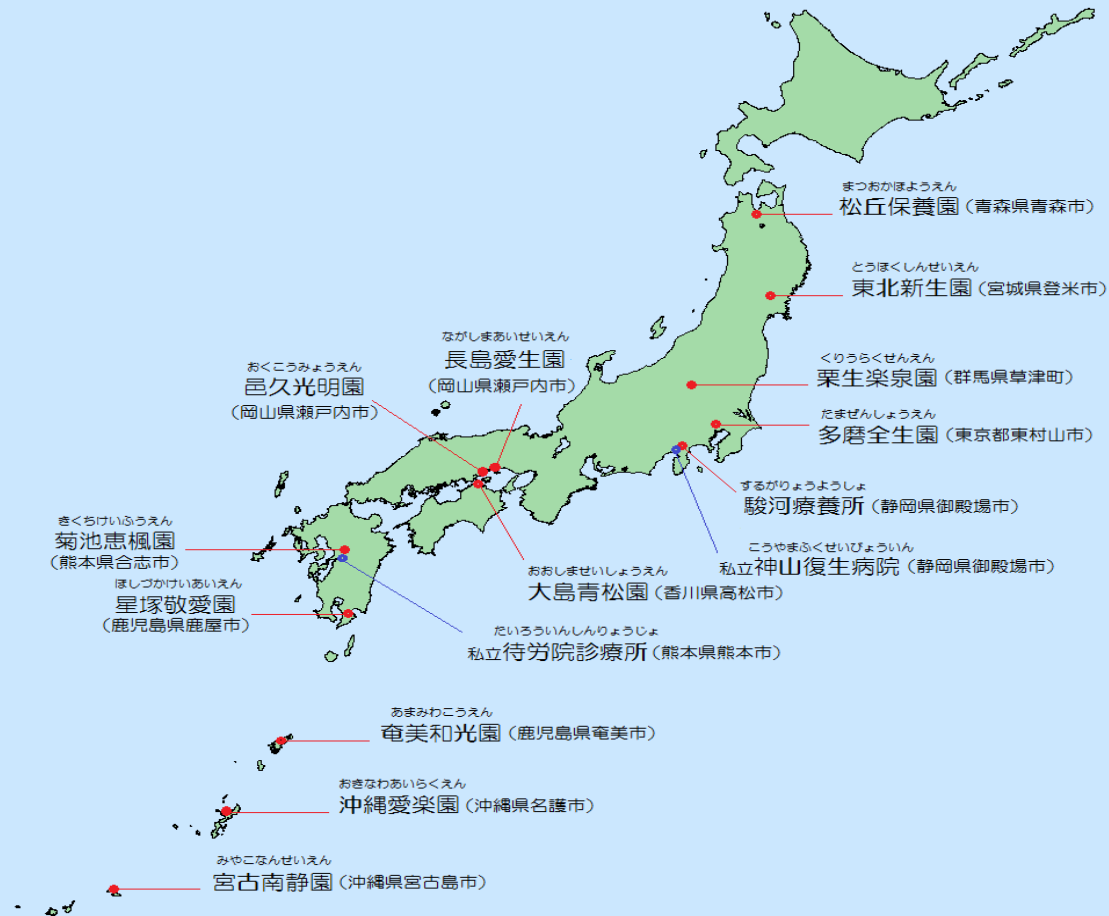 まつおかほようえん
松丘保養園(青森県青森市)
とうほくしんせいえん
東北新生園(宮城県登米市)
ながしまあいせいえん
長島愛生園
(岡山県瀬戸内市)
おくこうみょうえん
邑久光明園
(岡山県瀬戸内市)
くりうらくせんえん
栗生楽泉園(群馬県草津町)
たまぜんしょうえん
多磨全生園(東京都東村山市)
するがりょうようしょ
駿河療養所(静岡県御殿場市)
こうやまふくせいびょういん
私立神山復生病院(静岡県御殿場市)
きくちけいふうえん
菊池恵楓園
(熊本県合志市)
ほしづかけいあいえん
星塚敬愛園
(鹿児島県鹿屋市)
おおしませいしょうえん
大島青松園(香川県高松市)
たいろういんしんりょうじょ
私立待労院診療所(熊本県熊本市)
あまみわこうえん
奄美和光園(鹿児島県奄美市)
おきなわあいらくえん
沖縄愛楽園(沖縄県名護市)
みやこなんせいえん
宮古南静園(沖縄県宮古島市)